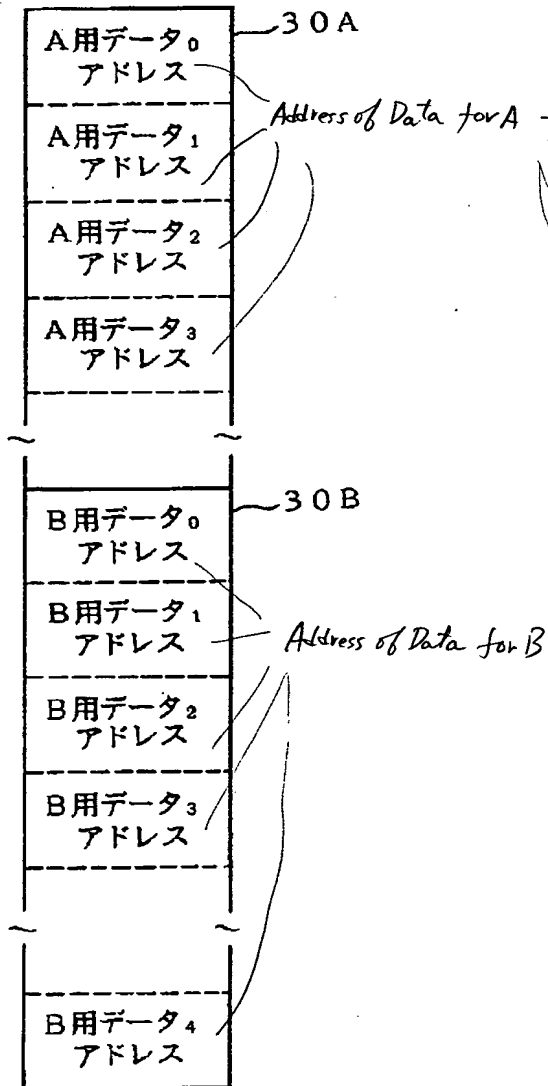 A用データ₀
アドレス
30A
Address of Data for A
A用データ₁
アドレス
A用データ₂
アドレス
A用データ₃
アドレス
B用データ₀
アドレス
30B
B用データ₁
アドレス
Address of Data for B
B用データ₂
アドレス
B用データ₃
アドレス
B用データ₄
アドレス